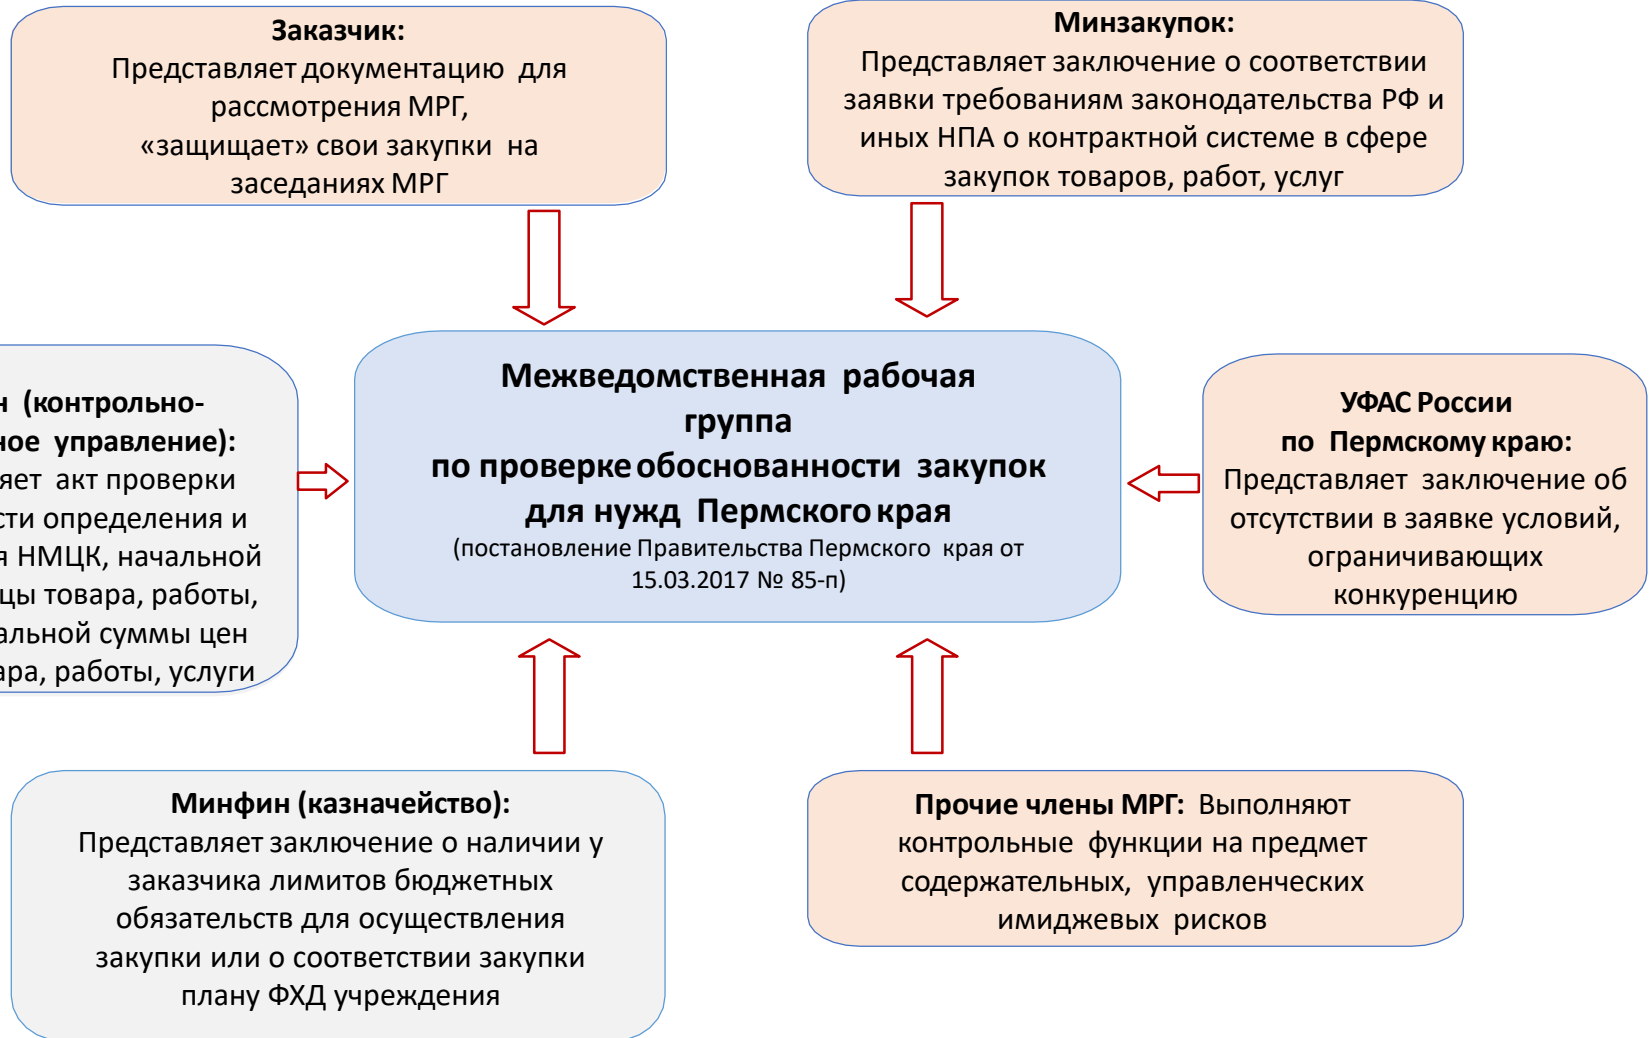 Заказчик:
Представляет документацию для
рассмотрения МРГ,
«защищает» свои закупки на
заседаниях МРГ
Минзакупок:
Представляет заключение о соответствии
заявки требованиям законодательства РФ и
иных НПА о контрактной системе в сфере
закупок товаров, работ, услуг
(контрольно-
управление):
акт проверки
определения и
НМЦК, начальной
товара, работы,
суммы цен
работы, услуги
Межведомственная рабочая
группа
по проверке обоснованности закупок
для нужд Пермского края
(постановление Правительства Пермского края от
15.03.2017 № 85-п)
УФАС России
по Пермскому краю:
Представляет заключение об
отсутствии в заявке условий,
ограничивающих
конкуренцию
Минфин (казначейство):
Представляет заключение о наличии у
заказчика лимитов бюджетных
обязательств для осуществления
закупки или о соответствии закупки
плану ФХД учреждения
Прочие члены МРГ: Выполняют
контрольные функции на предмет
содержательных, управленческих
имиджевых рисков